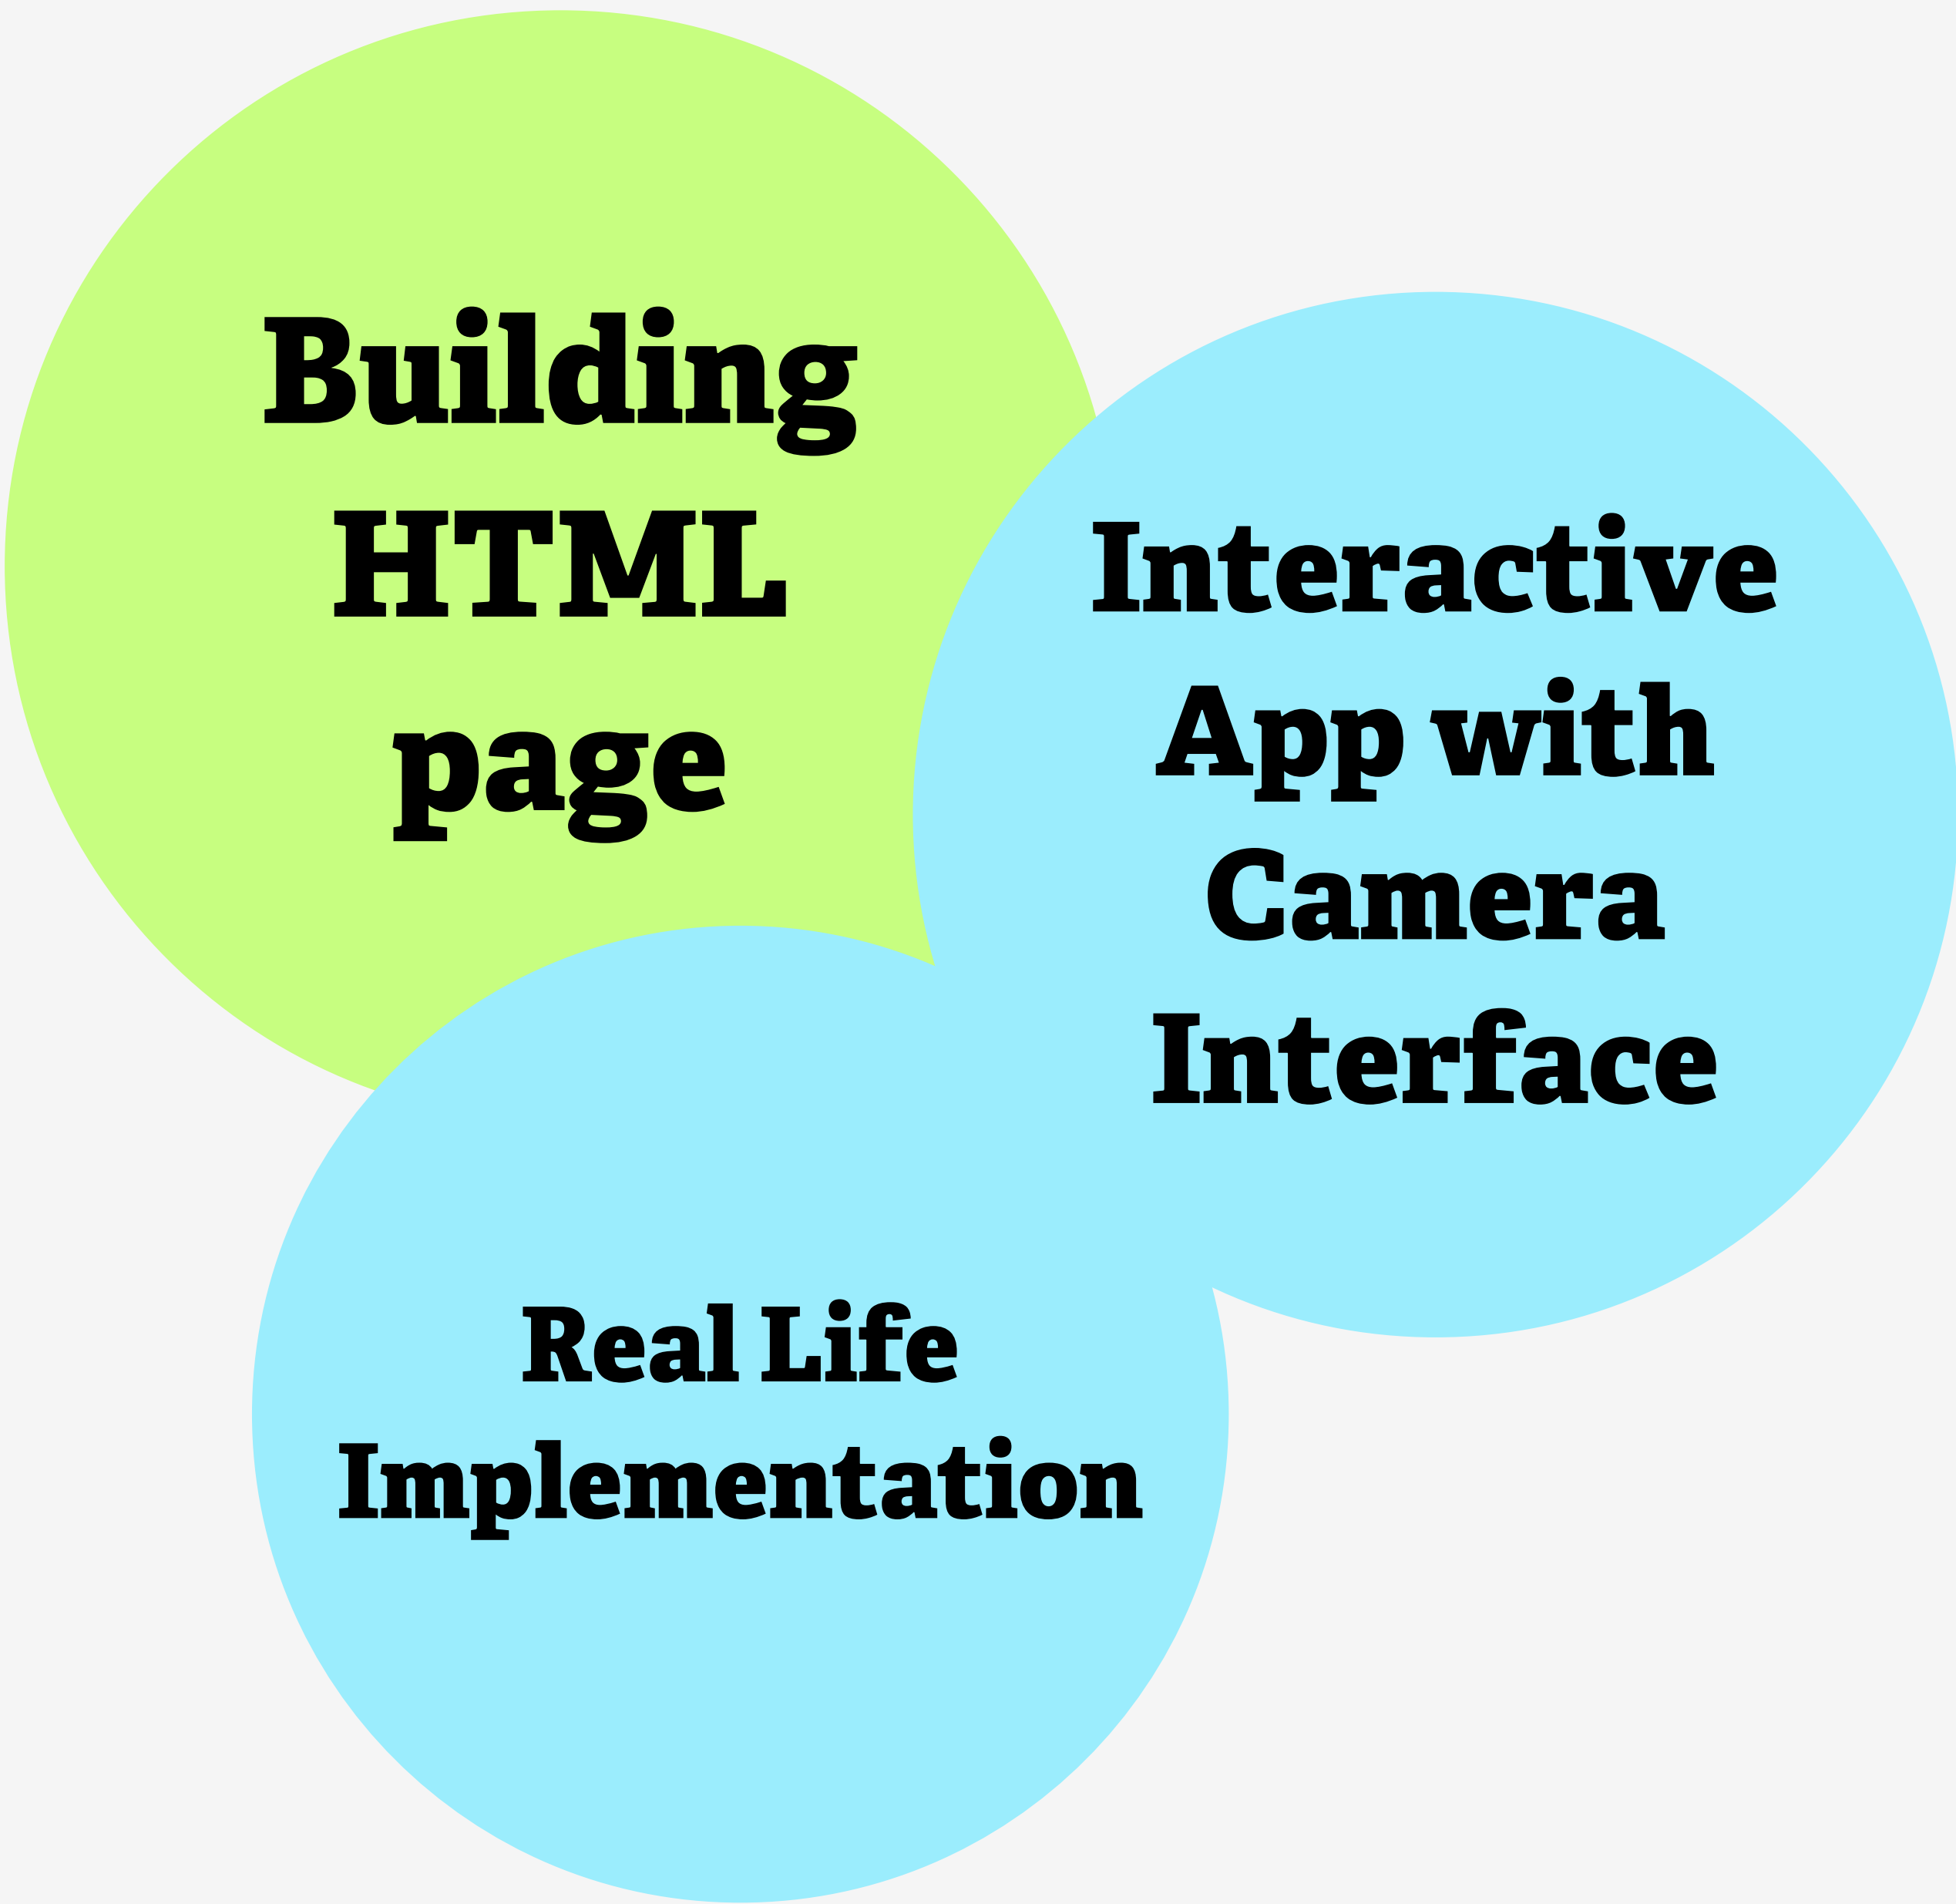 Building
HTML
page
Interactive
App with
Camera
Interface
Real Life
Implementation